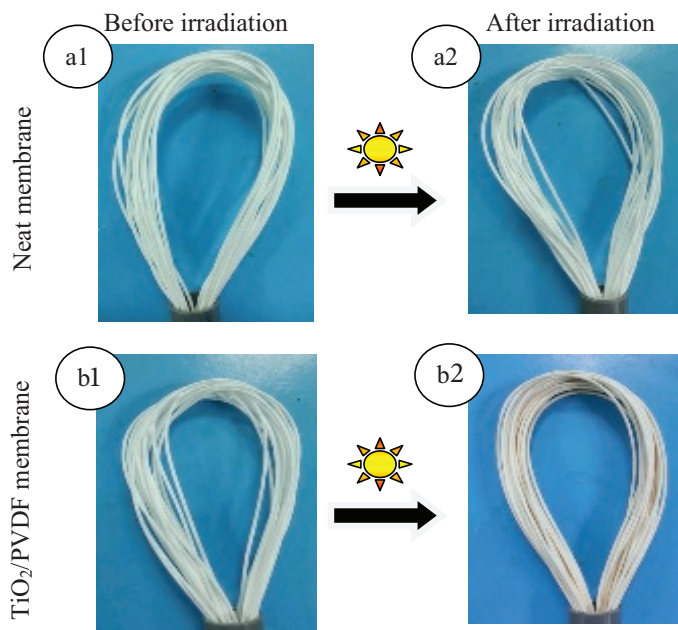 Before irradiation
After irradiation
a1
a2
Neat membrane
b1
b2
TiO₂/PVDF membrane